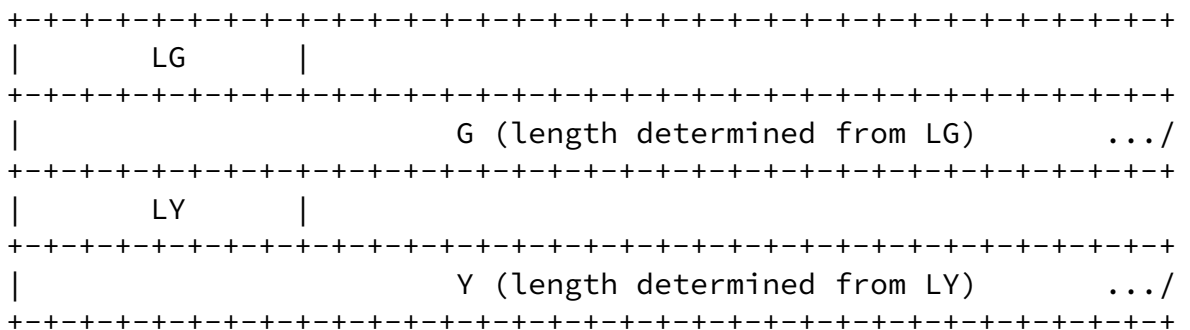 +-+-+-+-+-+-+-+-+-+-+-+-+-+-+-+-+-+-+-+-+-+-+-+-+-+-+-+-+-+-+-+-+
|       LG      |
+-+-+-+-+-+-+-+-+-+-+-+-+-+-+-+-+-+-+-+-+-+-+-+-+-+-+-+-+-+-+-+-+
|                        G (length determined from LG)       .../
+-+-+-+-+-+-+-+-+-+-+-+-+-+-+-+-+-+-+-+-+-+-+-+-+-+-+-+-+-+-+-+-+
|       LY      |
+-+-+-+-+-+-+-+-+-+-+-+-+-+-+-+-+-+-+-+-+-+-+-+-+-+-+-+-+-+-+-+-+
|                        Y (length determined from LY)       .../
+-+-+-+-+-+-+-+-+-+-+-+-+-+-+-+-+-+-+-+-+-+-+-+-+-+-+-+-+-+-+-+-+